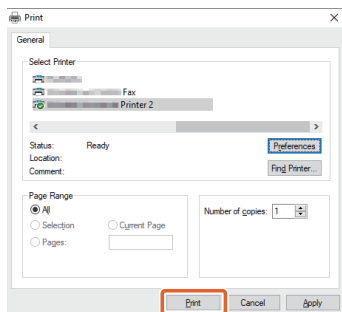 Print
General
Select Printer
Fax
Printer 2
Status: Ready
Preferences
Location:
Comment:
Find Printer...
Page Range
All
Selection
Current Page
Pages:
Number of copies: 1
Print
Cancel
Apply